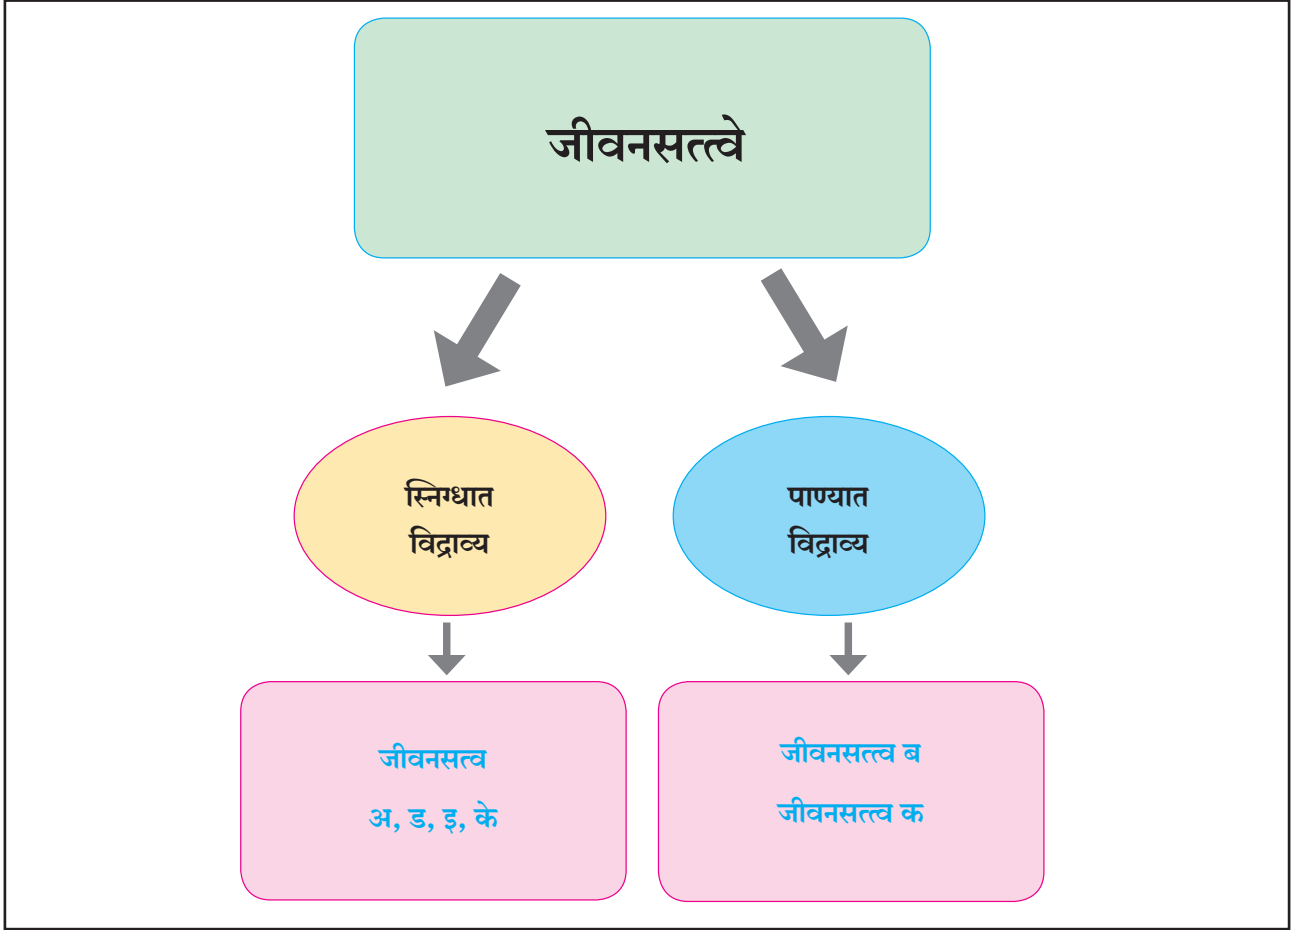 जीवनसत्त्वे
स्निग्धात
विद्राव्य
पाण्यात
विद्राव्य
जीवनसत्व
अ, ड, इ, के
जीवनसत्त्व ब
जीवनसत्त्व क